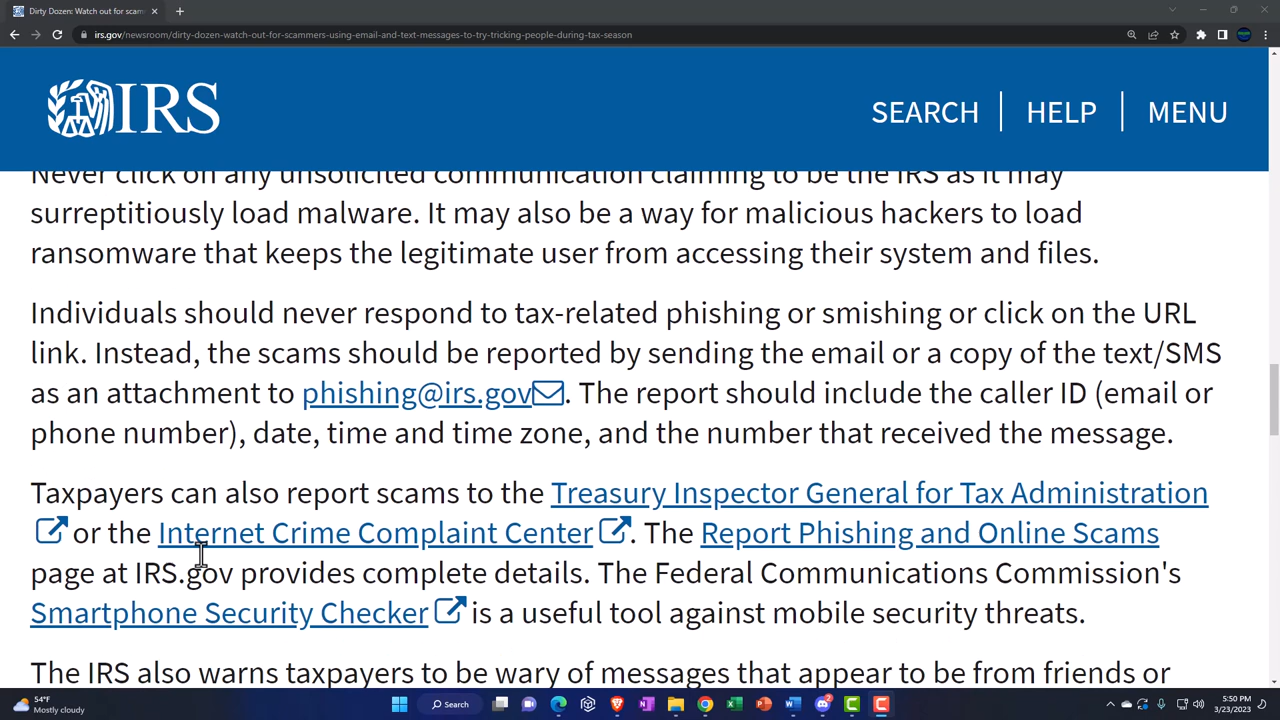 Dirty Dozen: Watch out for scam
irs.gov/newsroom/dirty-dozen-watch-out-for-scammers-using-email-and-text-messages-to-try-tricking-people-during-tax-season
IRS
SEARCH
HELP
MENU
Never click on any unsolicited communication claiming to be the IRS as it may
surreptitiously load malware. It may also be a way for malicious hackers to load
ransomware that keeps the legitimate user from accessing their system and files.
Individuals should never respond to tax-related phishing or smishing or click on the URL
link. Instead, the scams should be reported by sending the email or a copy of the text/SMS
as an attachment to phishing@irs.gov. The report should include the caller ID (email or
phone number), date, time and time zone, and the number that received the message.
Taxpayers can also report scams to the Treasury Inspector General for Tax Administration
or the Internet Crime Complaint Center. The Report Phishing and Online Scams
page at IRS.gov provides complete details. The Federal Communications Commission's
Smartphone Security Checker is a useful tool against mobile security threats.
The IRS also warns taxpayers to be wary of messages that appear to be from friends or
54°F
Mostly cloudy
Search
2
5:50 PM
3/23/2023